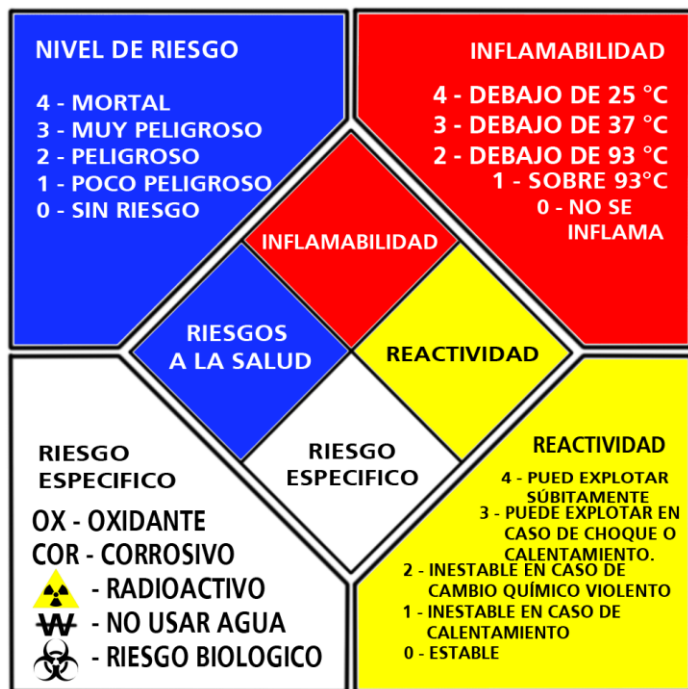 NIVEL DE RIESGO
4 - MORTAL
3 - MUY PELIGROSO
2 - PELIGROSO
1 - POCO PELIGROSO
0 - SIN RIESGO
INFLAMABILIDAD
4 - DEBAJO DE 25 °C
3 - DEBAJO DE 37 °C
2 - DEBAJO DE 93 °C
1 - SOBRE 93°C
0 - NO SE
INFLAMA
INFLAMABILIDAD
RIESGOS
A LA SALUD
REACTIVIDAD
RIESGO
ESPECIFICO
RIESGO
ESPECIFICO
OX - OXIDANTE
COR - CORROSIVO
- RADIOACTIVO
W - NO USAR AGUA
- RIESGO BIOLOGICO
REACTIVIDAD
4 - PUED EXPLOTAR
SÚBITAMENTE
3 - PUEDE EXPLOTAR EN
CASO DE CHOQUE O
CALENTAMIENTO.
2 - INESTABLE EN CASO DE
CAMBIO QUÍMICO VIOLENTO
1 - INESTABLE EN CASO DE
CALENTAMIENTO
0 - ESTABLE